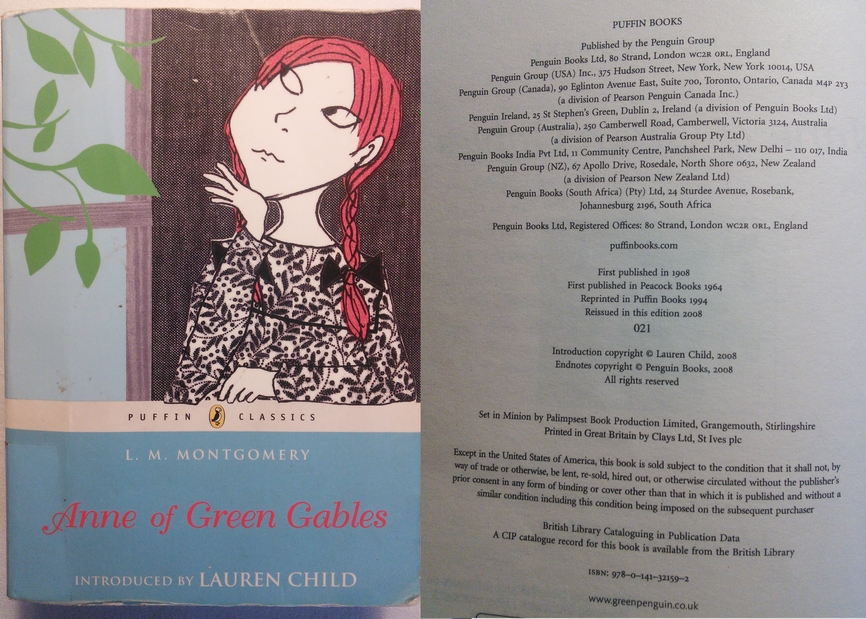 PUFFIN CLASSICS
L. M. MONTGOMERY
Anne of Green Gables
INTRODUCED BY LAUREN CHILD
PUFFIN BOOKS
Published by the Penguin Group
Penguin Books Ltd, 80 Strand, London WC2R 0RL, England
Penguin Group (USA) Inc., 375 Hudson Street, New York, New York 10014, USA
Penguin Group (Canada), 90 Eglinton Avenue East, Suite 700, Toronto, Ontario, Canada M4P 2Y3
(a division of Pearson Penguin Canada Inc.)
Penguin Ireland, 25 St Stephen's Green, Dublin 2, Ireland (a division of Penguin Books Ltd)
Penguin Group (Australia), 250 Camberwell Road, Camberwell, Victoria 3124, Australia
(a division of Pearson Australia Group Pty Ltd)
Penguin Books India Pvt Ltd, 11 Community Centre, Panchsheel Park, New Delhi – 110 017, India
Penguin Group (NZ), 67 Apollo Drive, Rosedale, North Shore 0632, New Zealand
(a division of Pearson New Zealand Ltd)
Penguin Books (South Africa) (Pty) Ltd, 24 Sturdee Avenue, Rosebank,
Johannesburg 2196, South Africa
Penguin Books Ltd, Registered Offices: 80 Strand, London WC2R 0RL, England
puffinbooks.com
First published in 1908
First published in Peacock Books 1964
Reprinted in Puffin Books 1994
Reissued in this edition 2008
021
Introduction copyright © Lauren Child, 2008
Endnotes copyright © Penguin Books, 2008
All rights reserved
Set in Minion by Palimpsest Book Production Limited, Grangemouth, Stirlingshire
Printed in Great Britain by Clays Ltd, St Ives plc
Except in the United States of America, this book is sold subject to the condition that it shall not, by
way of trade or otherwise, be lent, re-sold, hired out, or otherwise circulated without the publisher's
prior consent in any form of binding or cover other than that in which it is published and without a
similar condition including this condition being imposed on the subsequent purchaser
British Library Cataloguing in Publication Data
A CIP catalogue record for this book is available from the British Library
ISBN: 978-0-141-32159-2
www.greenpenguin.co.uk